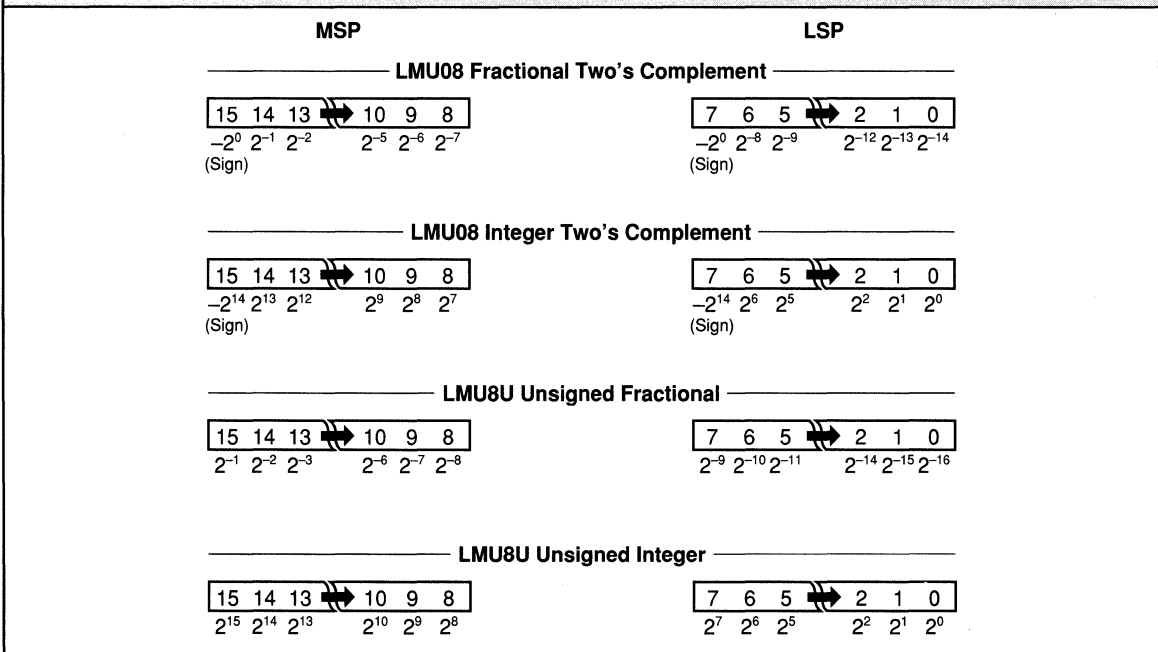 MSP LSP
LMU08 Fractional Two's Complement
15 14 13 10 9 8 7 6 5 2 1 0
–2⁰ 2⁻¹ 2⁻² 2⁻⁵ 2⁻⁶ 2⁻⁷ –2⁰ 2⁻⁸ 2⁻⁹ 2⁻¹² 2⁻¹³ 2⁻¹⁴
(Sign) (Sign)
LMU08 Integer Two's Complement
15 14 13 10 9 8 7 6 5 2 1 0
–2¹⁴ 2¹³ 2¹² 2⁹ 2⁸ 2⁷ –2¹⁴ 2⁶ 2⁵ 2² 2¹ 2⁰
(Sign) (Sign)
LMU8U Unsigned Fractional
15 14 13 10 9 8 7 6 5 2 1 0
2⁻¹ 2⁻² 2⁻³ 2⁻⁶ 2⁻⁷ 2⁻⁸ 2⁻⁹ 2⁻¹⁰ 2⁻¹¹ 2⁻¹⁴ 2⁻¹⁵ 2⁻¹⁶
LMU8U Unsigned Integer
15 14 13 10 9 8 7 6 5 2 1 0
2¹⁵ 2¹⁴ 2¹³ 2¹⁰ 2⁹ 2⁸ 2⁷ 2⁶ 2⁵ 2² 2¹ 2⁰